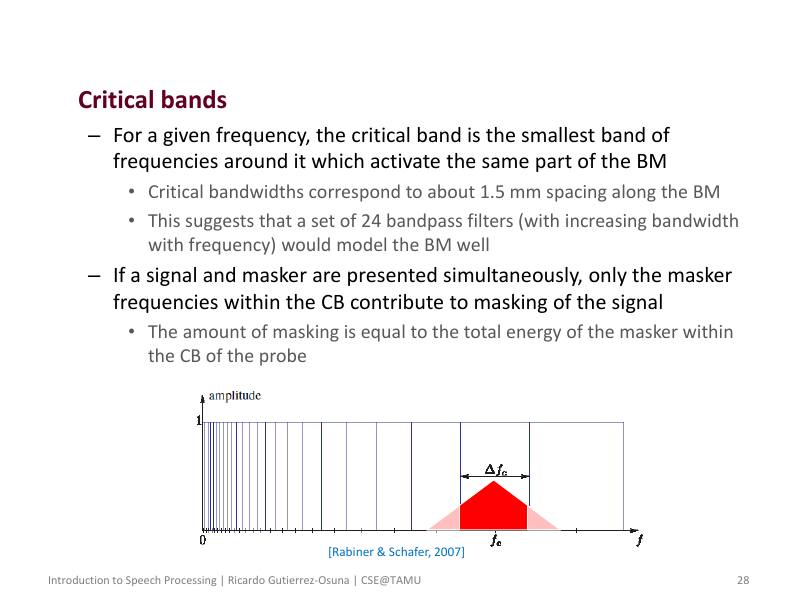 Critical bands
– For a given frequency, the critical band is the smallest band of
frequencies around it which activate the same part of the BM
• Critical bandwidths correspond to about 1.5 mm spacing along the BM
• This suggests that a set of 24 bandpass filters (with increasing bandwidth
with frequency) would model the BM well
– If a signal and masker are presented simultaneously, only the masker
frequencies within the CB contribute to masking of the signal
• The amount of masking is equal to the total energy of the masker within
the CB of the probe
amplitude
1
Δfc
0
fc
f
[Rabiner & Schafer, 2007]
Introduction to Speech Processing | Ricardo Gutierrez-Osuna | CSE@TAMU
28